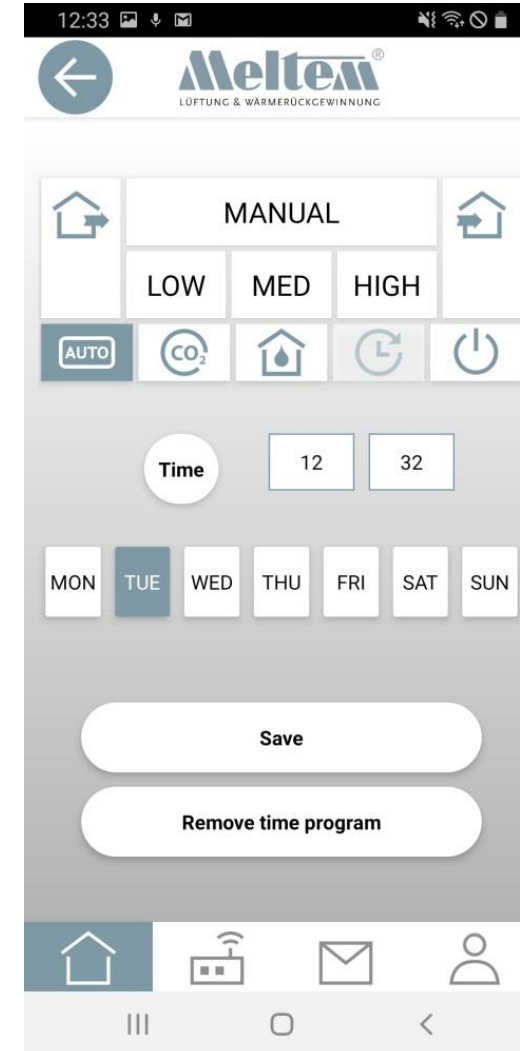 12:33
Meltem®
LÜFTUNG & WÄRMERÜCKGEWINNUNG
MANUAL
LOW MED HIGH
AUTO CO2
Time 12 32
MON TUE WED THU FRI SAT SUN
Save
Remove time program